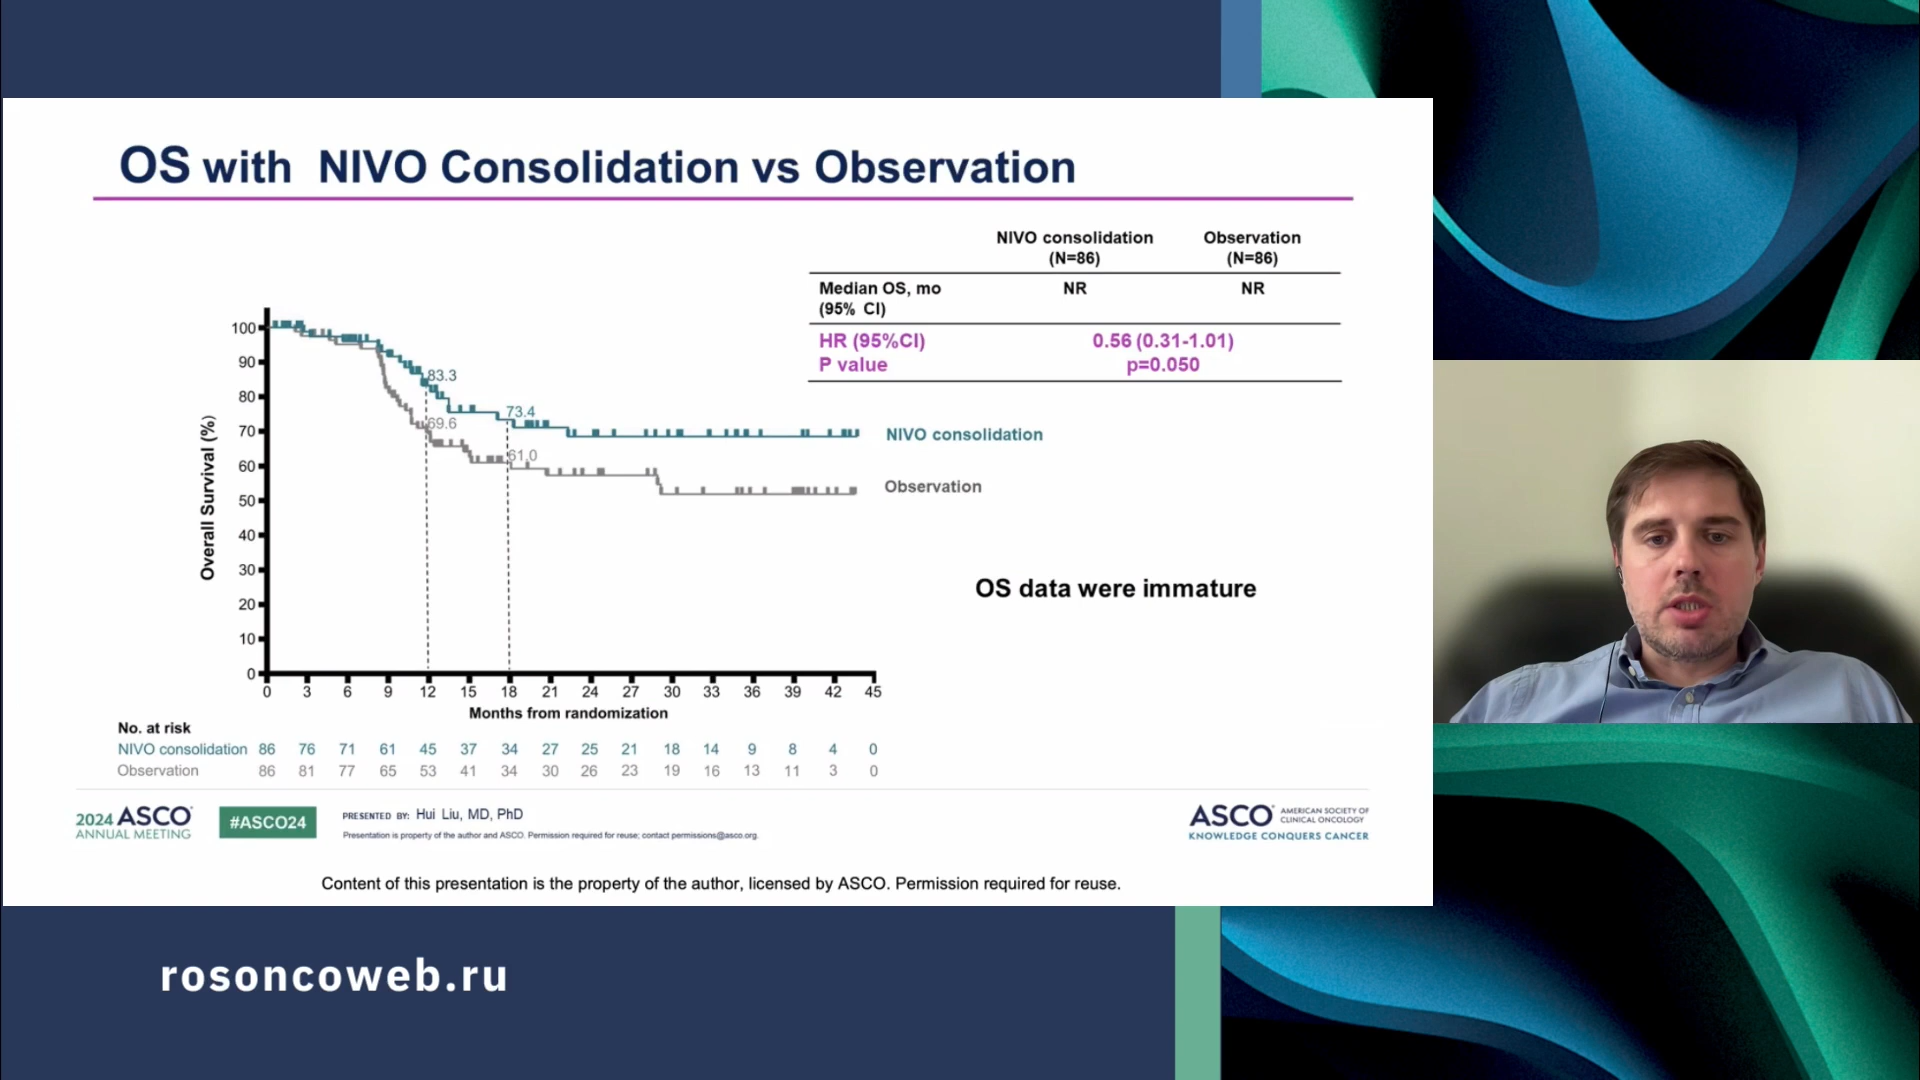 OS with NIVO Consolidation vs Observation
NIVO consolidation Observation
(N=86) (N=86)
Median OS, mo NR NR
(95% CI)
HR (95%CI) 0.56 (0.31-1.01)
P value p=0.050
Overall Survival (%)
100
90
80
70
60
50
40
30
20
10
0
83.3
69.6
73.4
61.0
NIVO consolidation
Observation
OS data were immature
0 3 6 9 12 15 18 21 24 27 30 33 36 39 42 45
Months from randomization
No. at risk
NIVO consolidation 86 76 71 61 45 37 34 27 25 21 18 14 9 8 4 0
Observation 86 81 77 65 53 41 34 30 26 23 19 16 13 11 3 0
2024 ASCO
ANNUAL MEETING
#ASCO24
PRESENTED BY: Hui Liu, MD, PhD
Presentation is property of the author and ASCO. Permission required for reuse; contact permissions@asco.org.
ASCO AMERICAN SOCIETY OF
CLINICAL ONCOLOGY
KNOWLEDGE CONQUERS CANCER
Content of this presentation is the property of the author, licensed by ASCO. Permission required for reuse.
rosoncoweb.ru